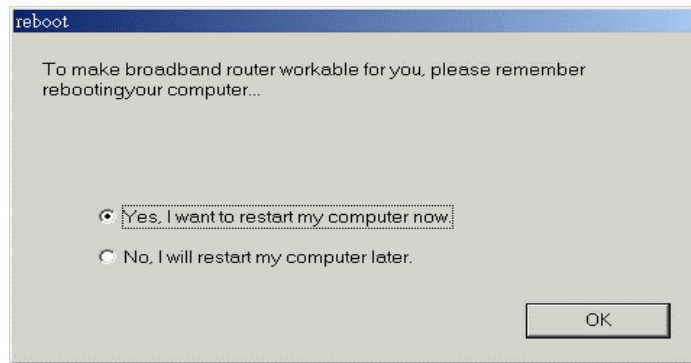 reboot
To make broadband router workable for you, please remember
rebootingyour computer...
Yes, I want to restart my computer now.
No, I will restart my computer later.
OK